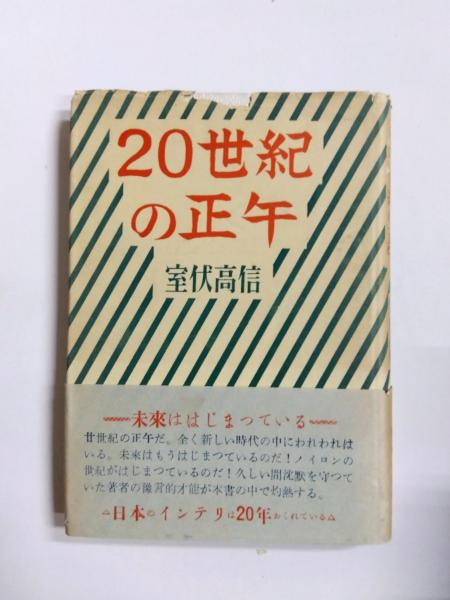 20世紀
の正午
室伏高信
未來ははじまつている
廿世紀の正午だ。全く新しい時代の中にわれわれは
いる。未来はもうはじまつているのだ！ノイロンの
世紀がはじまつているのだ！久しい間沈默を守つて
いた著者の豫言的才能が本書の中で灼熱する。
日本のインテリは20年おくれている